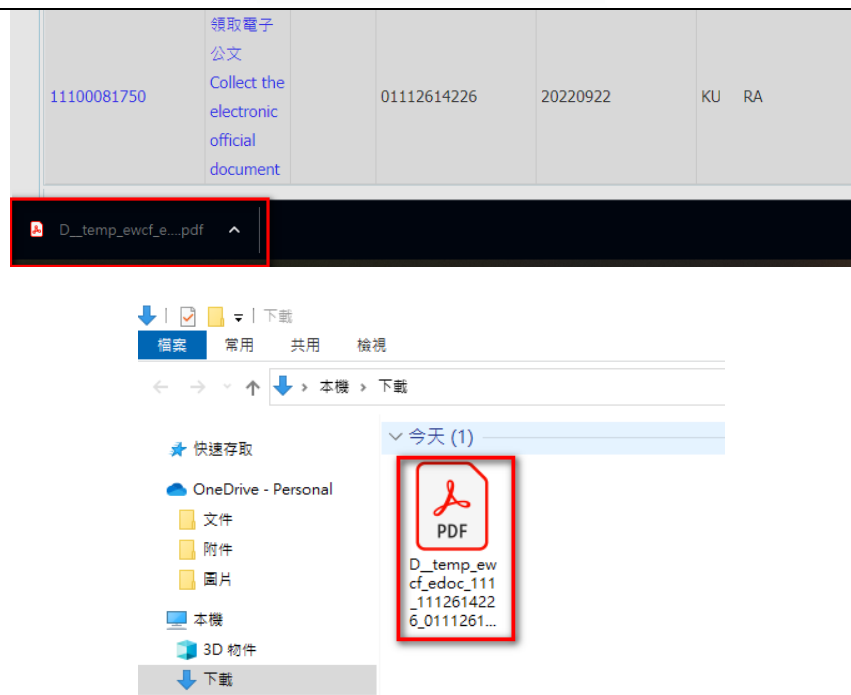 領取電子
公文
Collect the
electronic
official
document
11100081750
01112614226
20220922
KU RA
D__temp_ewcf_e....pdf
下載
檔案 常用 共用 檢視
本機 › 下載
快速存取
OneDrive - Personal
文件
附件
圖片
本機
3D 物件
下載
今天 (1)
PDF
D__temp_ew
cf_edoc_111
_111261422
6_0111261...